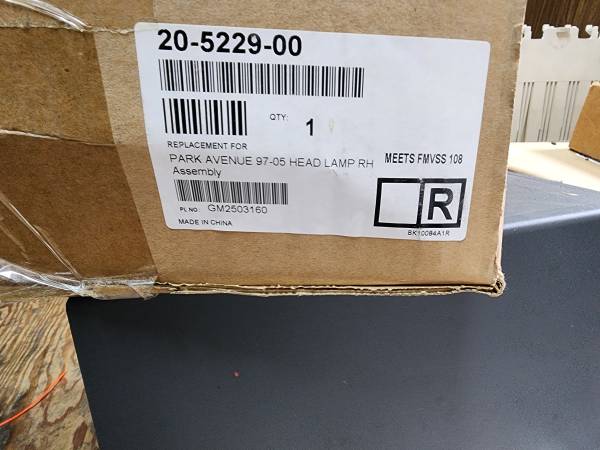 20-5229-00
QTY: 1
REPLACEMENT FOR
PARK AVENUE 97-05 HEAD LAMP RH
Assembly
MEETS FMVSS 108
R
PL NO: GM2503160
MADE IN CHINA
BK10084A1R